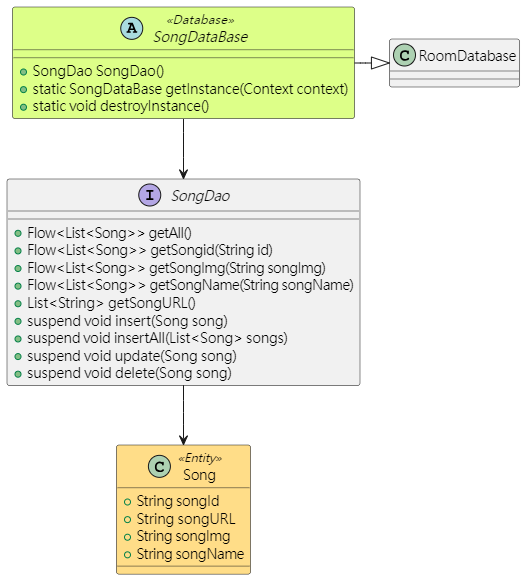 A
«Database»
SongDataBase
SongDao SongDao()
static SongDataBase getInstance(Context context)
static void destroyInstance()
C RoomDatabase
I SongDao
Flow<List<Song>> getAll()
Flow<List<Song>> getSongid(String id)
Flow<List<Song>> getSongImg(String songImg)
Flow<List<Song>> getSongName(String songName)
List<String> getSongURL()
suspend void insert(Song song)
suspend void insertAll(List<Song> songs)
suspend void update(Song song)
suspend void delete(Song song)
C
«Entity»
Song
String songId
String songURL
String songImg
String songName